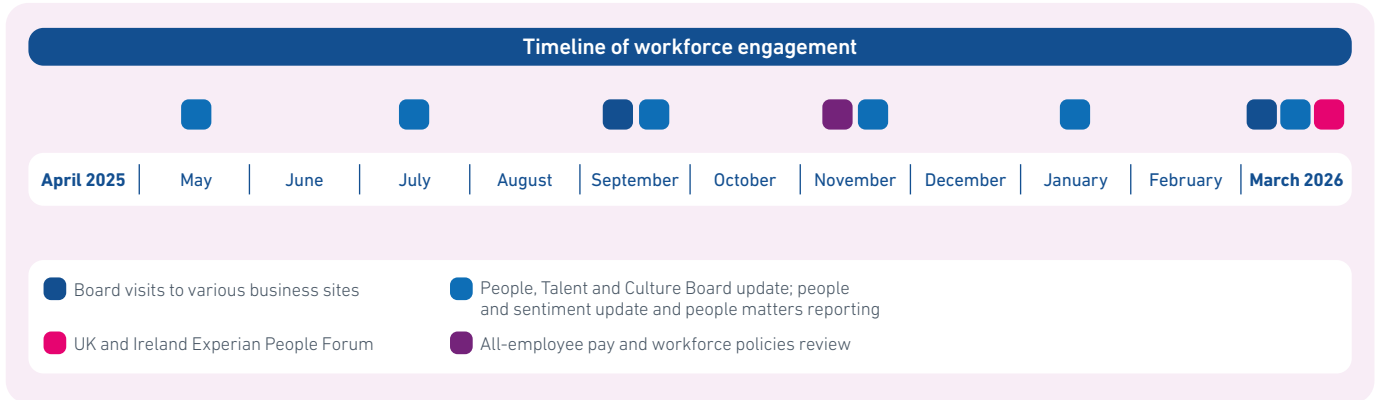 Timeline of workforce engagement
April 2025 May June July August September October November December January February March 2026
Board visits to various business sites
People, Talent and Culture Board update; people
and sentiment update and people matters reporting
UK and Ireland Experian People Forum
All-employee pay and workforce policies review